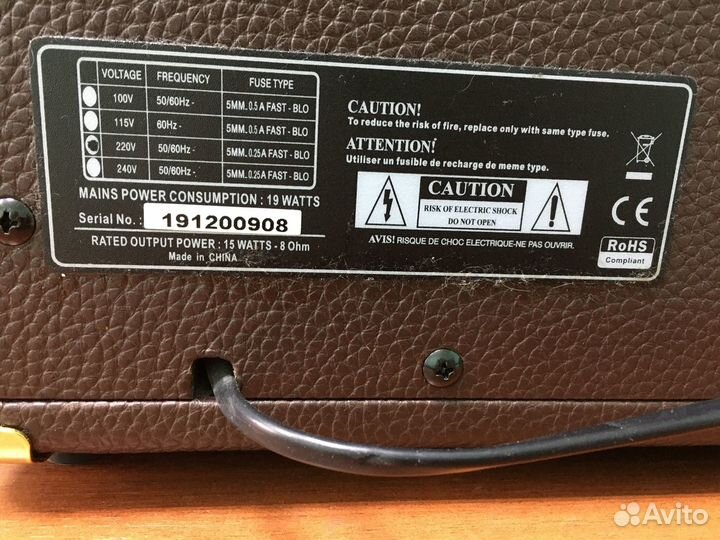 VOLTAGE FREQUENCY FUSE TYPE
100V 50/60Hz - 5MM. 0.5 A FAST - BLO
115V 60Hz - 5MM. 0.5 A FAST - BLO
220V 50/60Hz - 5MM. 0.25A FAST - BLO
240V 50/60Hz - 5MM. 0.25A FAST - BLO
MAINS POWER CONSUMPTION : 19 WATTS
Serial No. : 191200908
RATED OUTPUT POWER : 15 WATTS - 8 Ohm
Made in CHINA
CAUTION!
To reduce the risk of fire, replace only with same type fuse.
ATTENTION!
Utiliser un fusible de recharge de meme type.
CAUTION
RISK OF ELECTRIC SHOCK
DO NOT OPEN
AVIS! RISQUE DE CHOC ELECTRIQUE-NE PAS OUVRIR.
CE
RoHS
Compliant
Avito